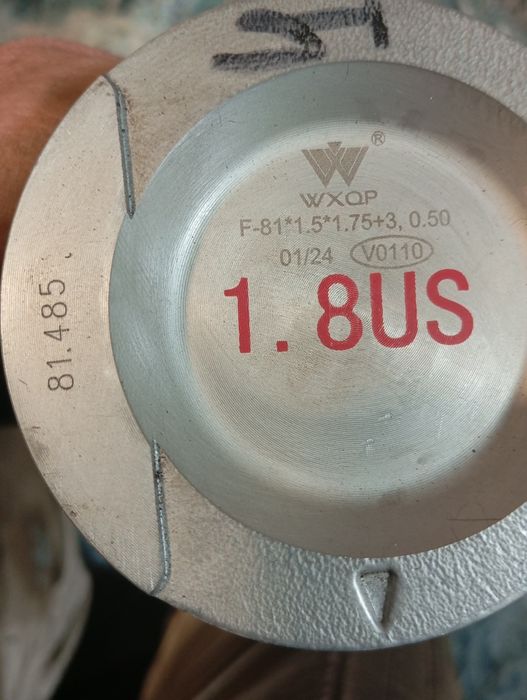 ®
WXQP
F-81*1.5*1.75+3, 0.50
01/24 V0110
1.8US
81.485